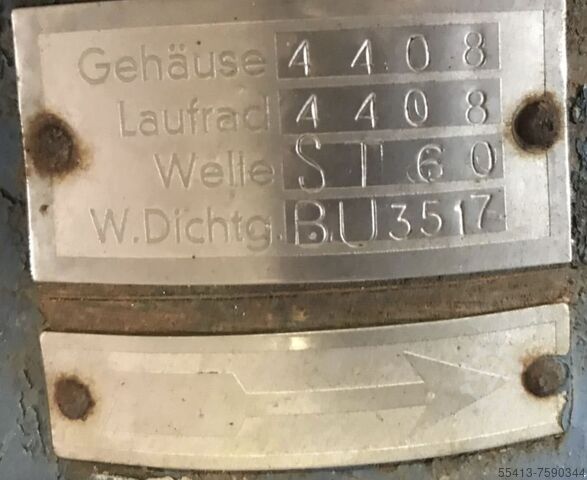 Gehäuse 4408
Laufrad 4408
Welle ST60
W.Dichtg. BU3517
55413-7590344